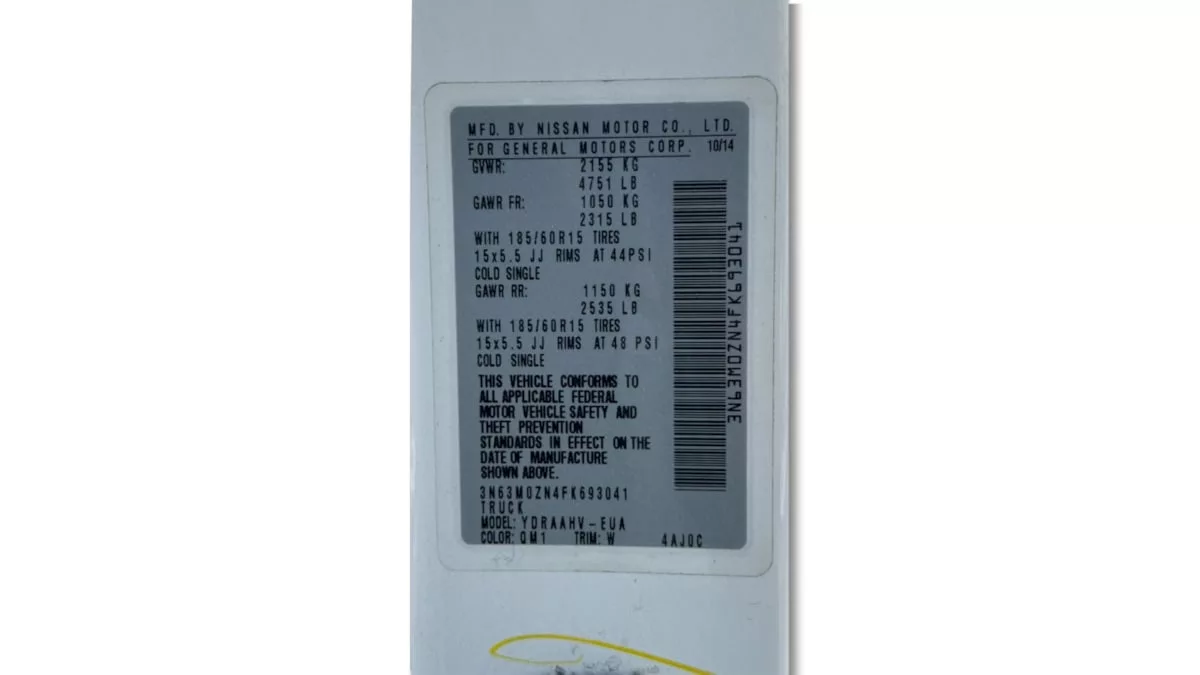 MFD. BY NISSAN MOTOR CO., LTD.
FOR GENERAL MOTORS CORP. 10/14
GVWR: 2155 KG
4751 LB
GAWR FR: 1050 KG
2315 LB
WITH 185/60R15 TIRES
15x5.5 JJ RIMS AT 44PSI
COLD SINGLE
GAWR RR: 1150 KG
2535 LB
WITH 185/60R15 TIRES
15x5.5 JJ RIMS AT 48 PSI
COLD SINGLE
THIS VEHICLE CONFORMS TO
ALL APPLICABLE FEDERAL
MOTOR VEHICLE SAFETY AND
THEFT PREVENTION
STANDARDS IN EFFECT ON THE
DATE OF MANUFACTURE
SHOWN ABOVE.
3N63M0ZN4FK693041
TRUCK
MODEL: YDRAAHV-EUA
COLOR: QM1 TRIM: W 4AJ0C
3N63M0ZN4FK693041